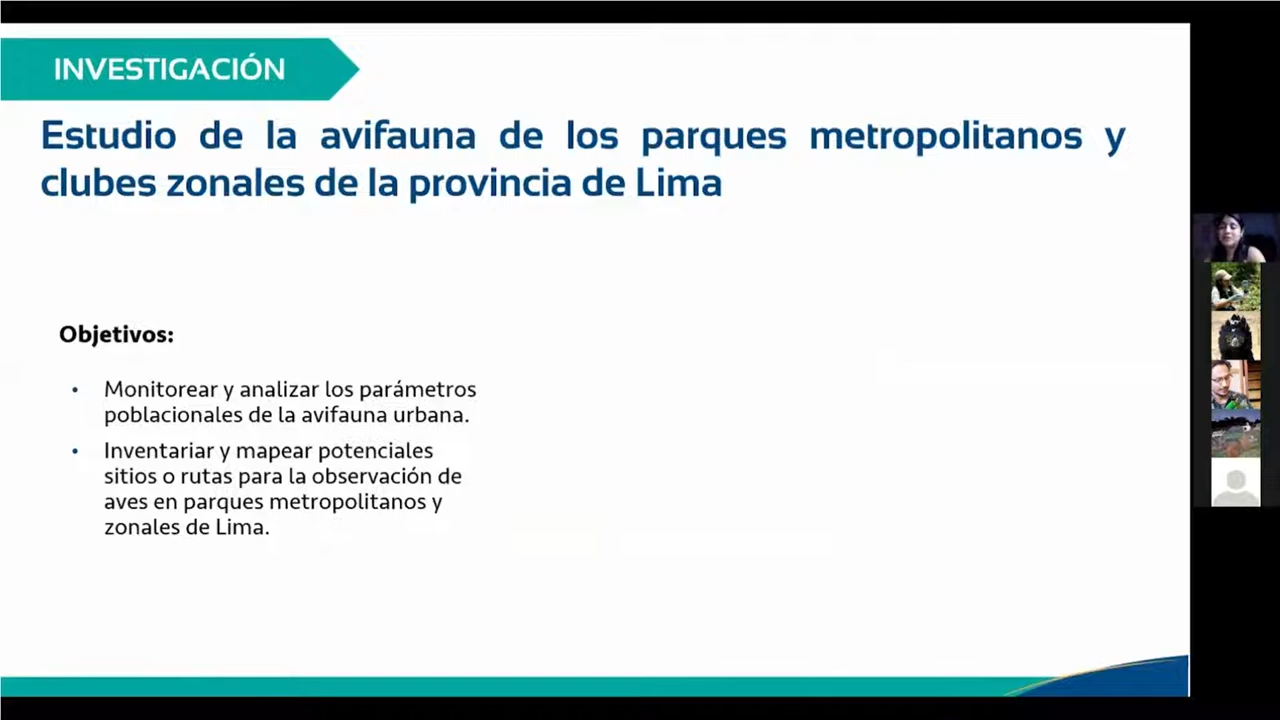 INVESTIGACIÓN
Estudio de la avifauna de los parques metropolitanos y
clubes zonales de la provincia de Lima
Objetivos:
• Monitorear y analizar los parámetros
poblacionales de la avifauna urbana.
• Inventariar y mapear potenciales
sitios o rutas para la observación de
aves en parques metropolitanos y
zonales de Lima.